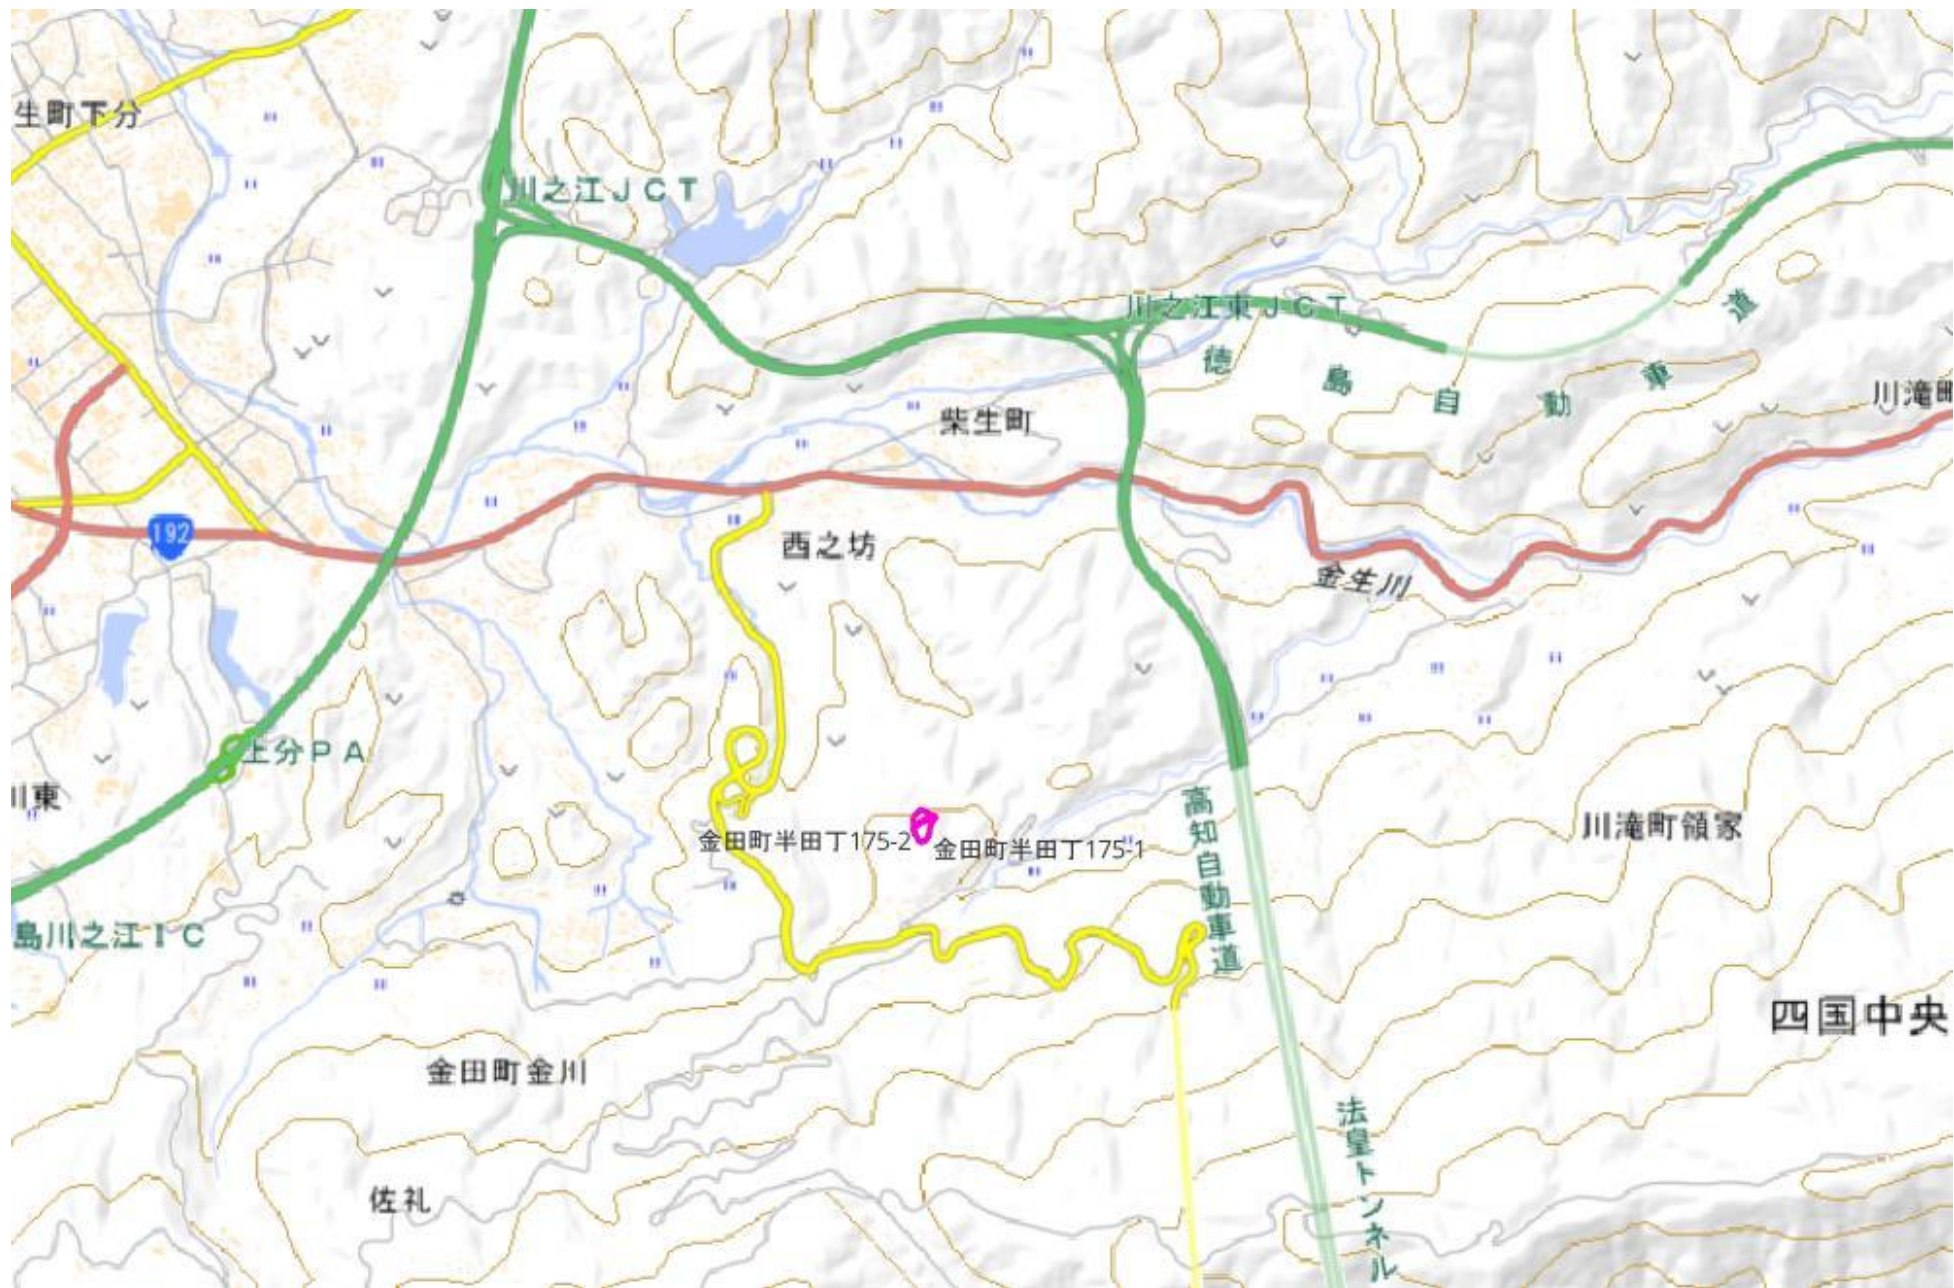 生町下分
川之江JCT
川之江東JCT
徳島自動車道
川滝町
柴生町
192
西之坊
金生川
上分PA
川東
高知自動車道
川滝町領家
金田町半田丁175-2
金田町半田丁175-1
島川之江IC
四国中央
金田町金川
法皇トンネル
佐礼